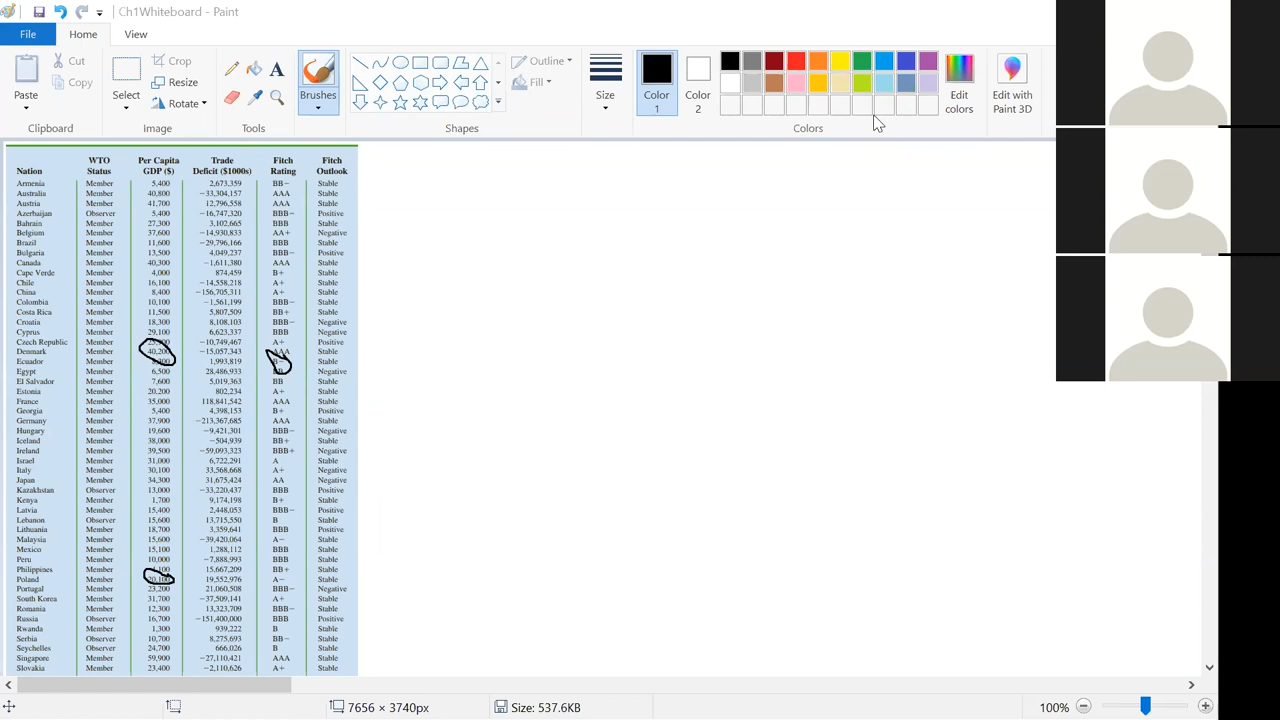 Ch1Whiteboard - Paint
File Home View
Paste Cut Copy Clipboard
Select Crop Resize Rotate Image
A Tools
Brushes
Outline Fill Shapes
Size
Color 1 Color 2 Edit colors Colors
Edit with Paint 3D
WTO Per Capita Trade Fitch Fitch
Nation Status GDP ($) Deficit ($1000s) Rating Outlook
Armenia Member 5,400 2,673,359 BB− Stable
Australia Member 40,800 −33,304,157 AAA Stable
Austria Member 41,700 12,796,558 AAA Stable
Azerbaijan Observer 5,400 −16,747,320 BBB− Positive
Bahrain Member 27,300 3,102,665 BBB Stable
Belgium Member 37,600 −14,930,833 AA+ Negative
Brazil Member 11,600 −29,796,166 BBB Stable
Bulgaria Member 13,500 4,049,237 BBB− Positive
Canada Member 40,300 −1,611,380 AAA Stable
Cape Verde Member 4,000 874,459 B+ Stable
Chile Member 16,100 −14,558,218 A+ Stable
China Member 8,400 −156,705,311 A+ Stable
Colombia Member 10,100 −1,561,199 BBB− Stable
Costa Rica Member 11,500 5,807,509 BB+ Stable
Croatia Member 18,300 8,108,103 BBB− Negative
Cyprus Member 29,100 6,623,337 BBB Negative
Czech Republic Member −10,749,467 A+ Positive
Denmark Member 40,200 −15,057,343 AAA Stable
Ecuador Member 1,993,819 B− Stable
Egypt Member 6,500 28,486,933 BB Negative
El Salvador Member 7,600 5,019,363 BB Stable
Estonia Member 20,200 802,234 A+ Stable
France Member 35,000 118,841,542 AAA Stable
Georgia Member 5,400 4,398,153 B+ Positive
Germany Member 37,900 −213,367,685 AAA Stable
Hungary Member 19,600 −9,421,301 BBB− Negative
Iceland Member 38,000 −504,939 BB+ Stable
Ireland Member 39,500 −59,093,323 BBB+ Negative
Israel Member 31,000 6,722,291 A Stable
Italy Member 30,100 33,568,668 A+ Negative
Japan Member 34,300 31,675,424 AA Negative
Kazakhstan Observer 13,000 −33,220,437 BBB Positive
Kenya Member 1,700 9,174,198 B+ Stable
Latvia Member 15,400 2,448,053 BBB− Positive
Lebanon Observer 15,600 13,715,550 B Stable
Lithuania Member 18,700 3,359,641 BBB Positive
Malaysia Member 15,600 −39,420,064 A− Stable
Mexico Member 15,100 1,288,112 BBB Stable
Peru Member 10,000 −7,888,993 BBB Stable
Philippines Member 15,667,209 BB+ Stable
Poland Member 20,100 19,552,976 A− Stable
Portugal Member 23,200 21,060,508 BBB− Negative
South Korea Member 31,700 −37,509,141 A+ Stable
Romania Member 12,300 13,323,709 BBB− Stable
Russia Observer 16,700 −151,400,000 BBB Positive
Rwanda Member 1,300 939,222 B Stable
Serbia Observer 10,700 8,275,693 BB− Stable
Seychelles Observer 24,700 666,026 B Stable
Singapore Member 59,900 −27,110,421 AAA Stable
Slovakia Member 23,400 −2,110,626 A+ Stable
7656 × 3740px Size: 537.6KB 100%